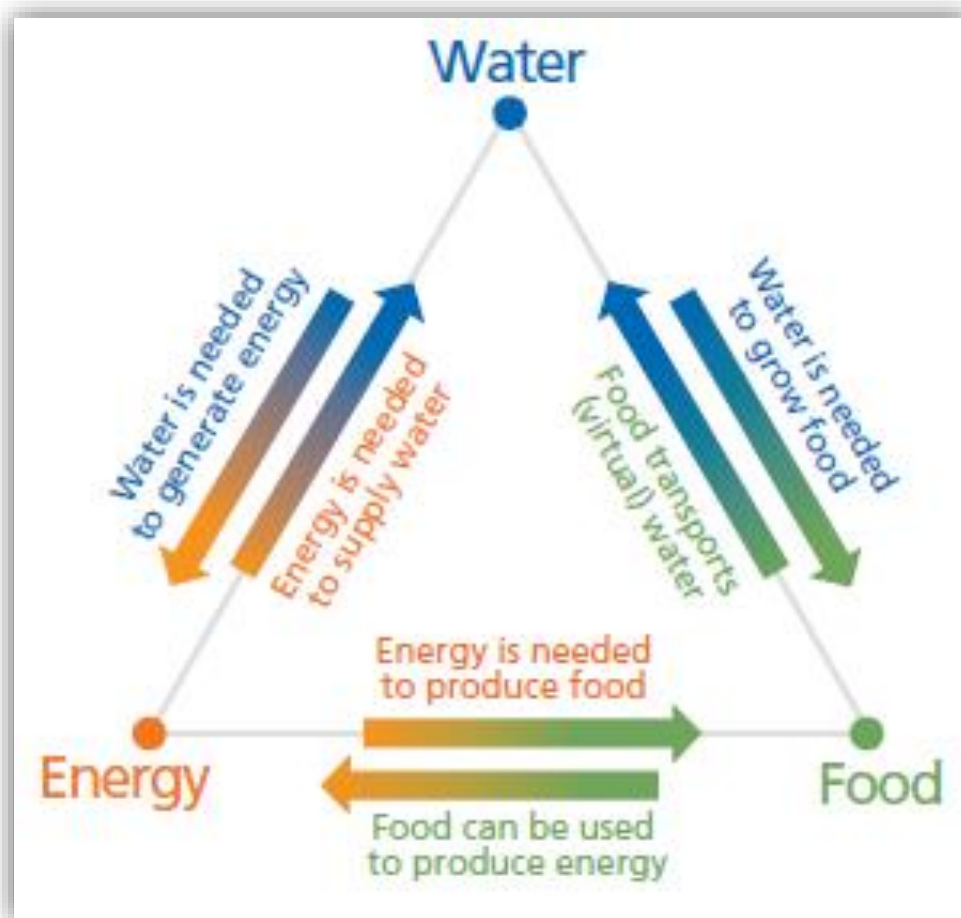 Water
Water is needed
to generate energy
Energy is needed
to supply water
Water is needed
to grow food
Food transports
(virtual) water
Energy is needed
to produce food
Energy
Food
Food can be used
to produce energy